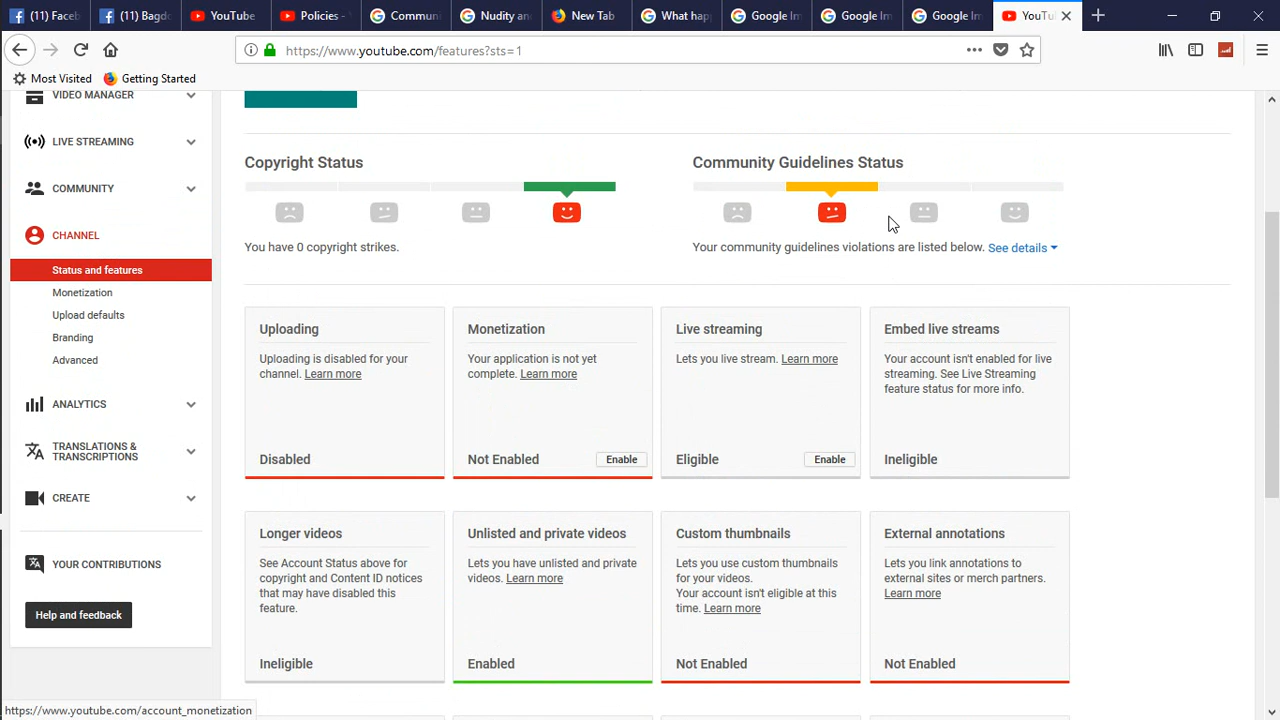 (11) Faceb
(11) Bagdo
YouTube
Policies -
Commun
Nudity an
New Tab
What hap
Google Im
Google Im
Google Im
YouTu
https://www.youtube.com/features?sts=1
Most Visited
Getting Started
VIDEO MANAGER
LIVE STREAMING
COMMUNITY
CHANNEL
Status and features
Monetization
Upload defaults
Branding
Advanced
ANALYTICS
TRANSLATIONS &
TRANSCRIPTIONS
CREATE
YOUR CONTRIBUTIONS
Help and feedback
Copyright Status
You have 0 copyright strikes.
Community Guidelines Status
Your community guidelines violations are listed below. See details
Uploading
Uploading is disabled for your
channel. Learn more
Disabled
Monetization
Your application is not yet
complete. Learn more
Not Enabled
Enable
Live streaming
Lets you live stream. Learn more
Eligible
Enable
Embed live streams
Your account isn't enabled for live
streaming. See Live Streaming
feature status for more info.
Ineligible
Longer videos
See Account Status above for
copyright and Content ID notices
that may have disabled this
feature.
Ineligible
Unlisted and private videos
Lets you have unlisted and private
videos. Learn more
Enabled
Custom thumbnails
Lets you use custom thumbnails
for your videos.
Your account isn't eligible at this
time. Learn more
Not Enabled
External annotations
Lets you link annotations to
external sites or merch partners.
Learn more
Not Enabled
https://www.youtube.com/account_monetization